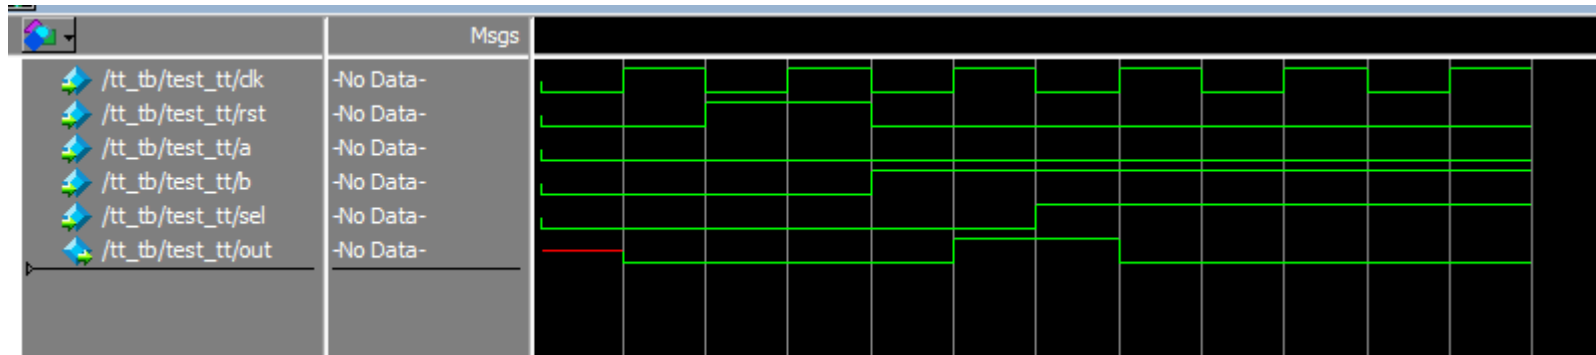 Msgs
/tt_tb/test_tt/clk -No Data-
/tt_tb/test_tt/rst -No Data-
/tt_tb/test_tt/a -No Data-
/tt_tb/test_tt/b -No Data-
/tt_tb/test_tt/sel -No Data-
/tt_tb/test_tt/out -No Data-